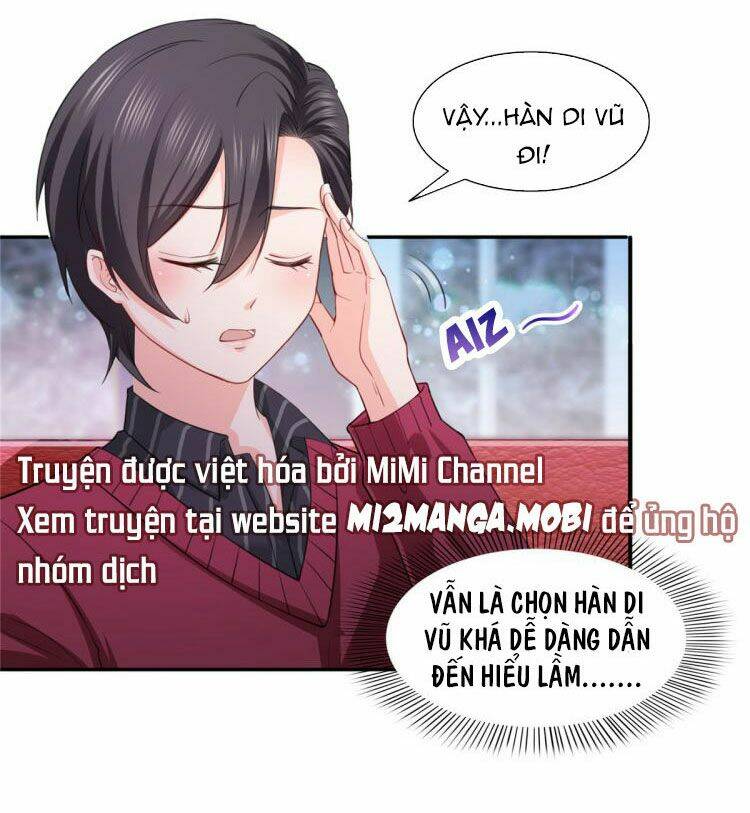 VẬY...HÀN DI VŨ
ĐI!
AIZ ~
Truyện được việt hóa bởi MiMi Channel
Xem truyện tại website MI2MANGA.MOBI để ủng hộ
nhóm dịch
VẪN LÀ CHỌN HÀN DI
VŨ KHÁ DỄ DÀNG DẪN
ĐẾN HIỂU LẦM.......